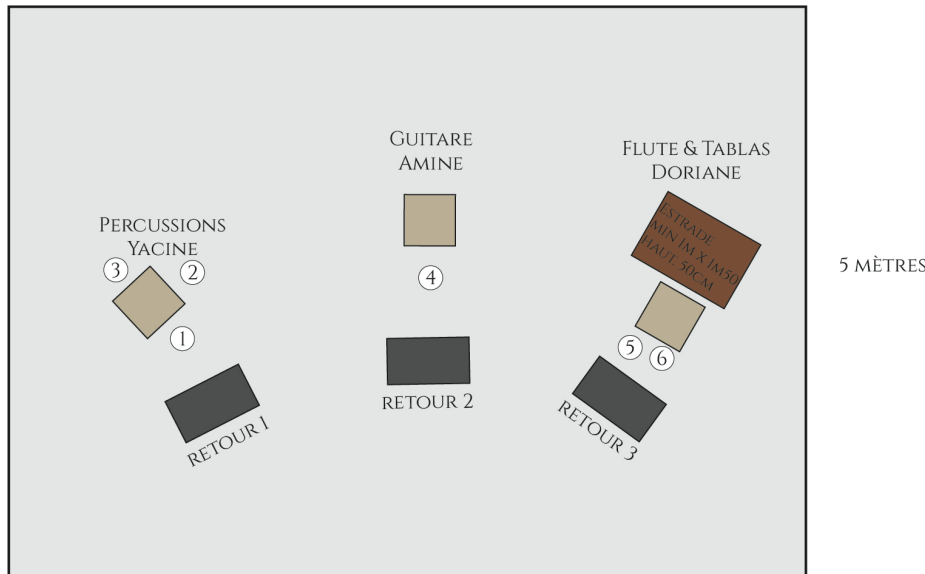 Guitare
Amine
Flute & Tablas
Doriane
Percussions
Yacine
3
2
1
4
Estrade
min 1m x 1m50
haut. 50cm
5 mètres
5
6
retour 1
retour 2
retour 3